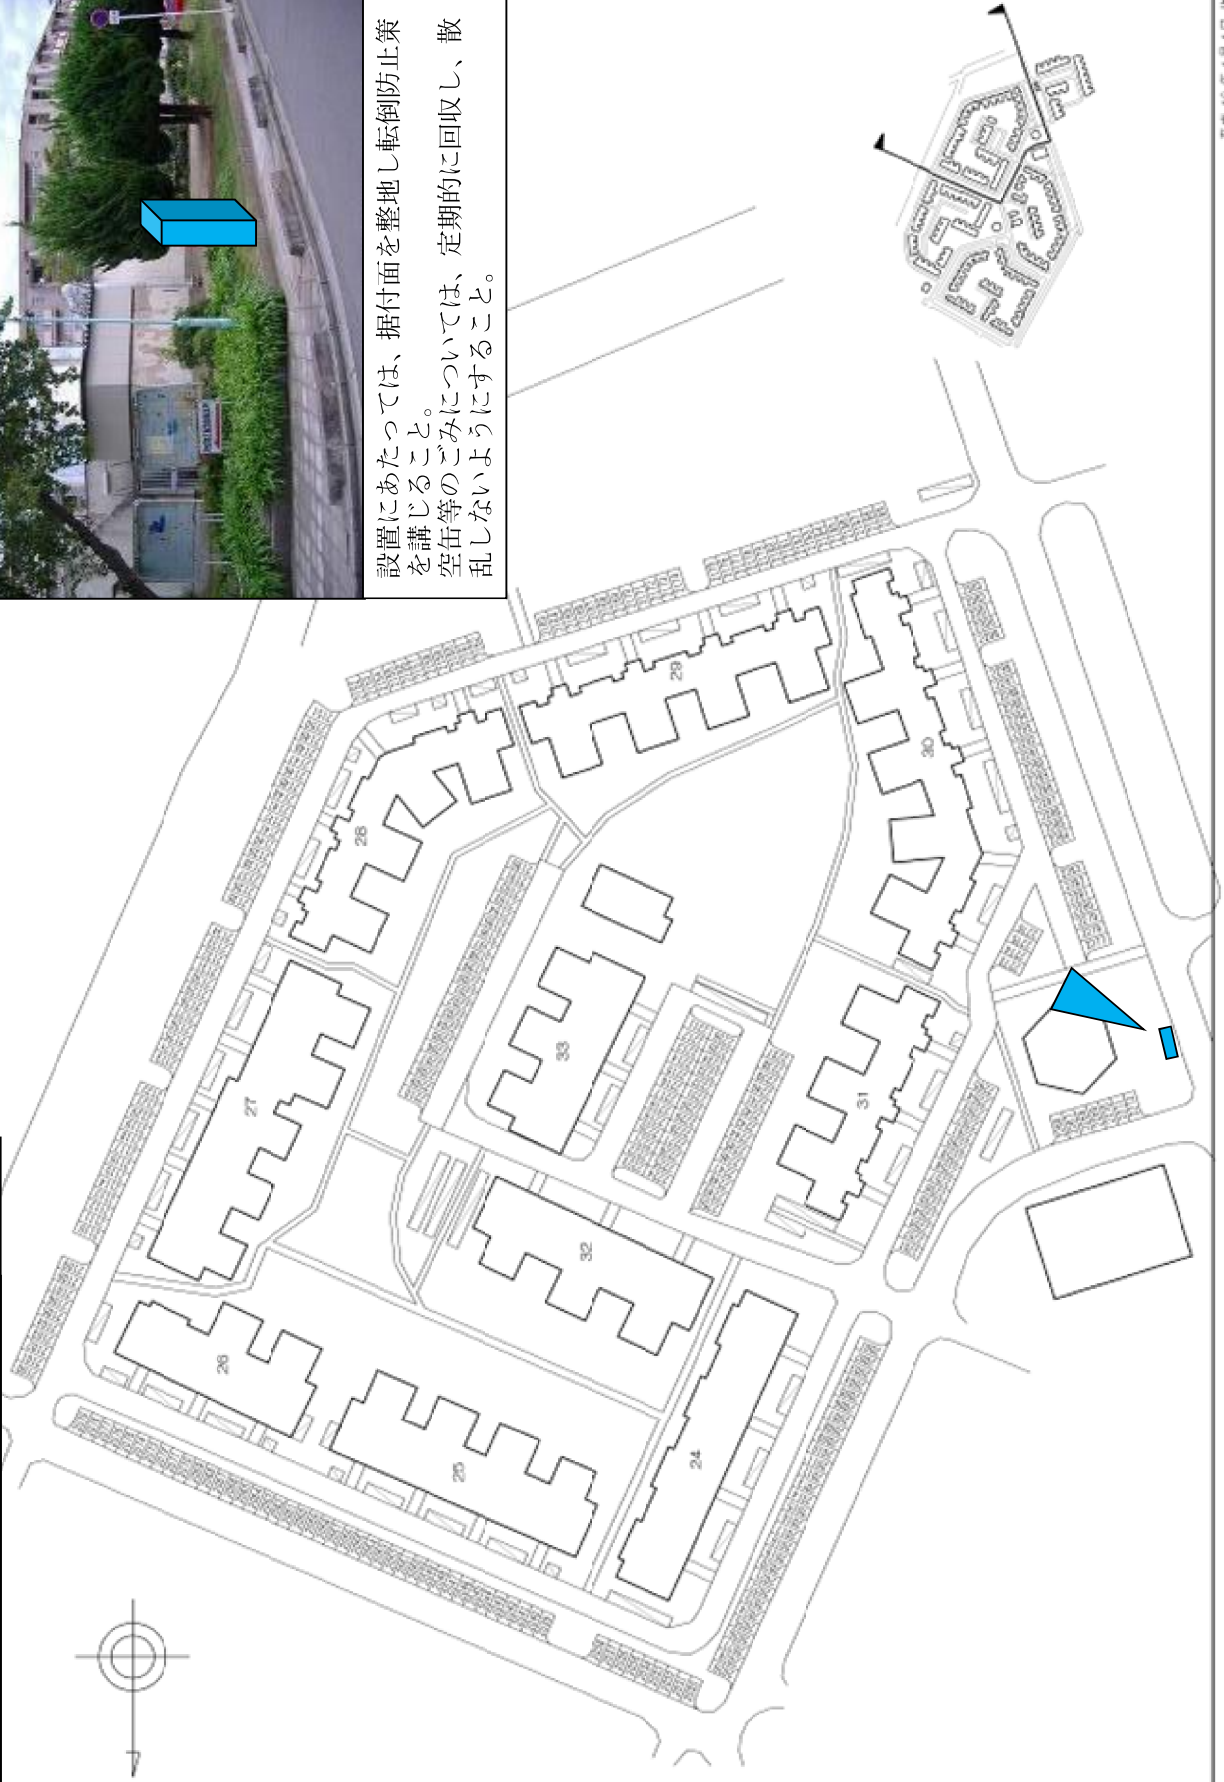 設置にあたっては、据付面を整地し転倒防止策
を講じること。
空缶等のごみについては、定期的に回収し、散
乱しないようにすること。
28
29
30
27
33
31
26
32
25
24